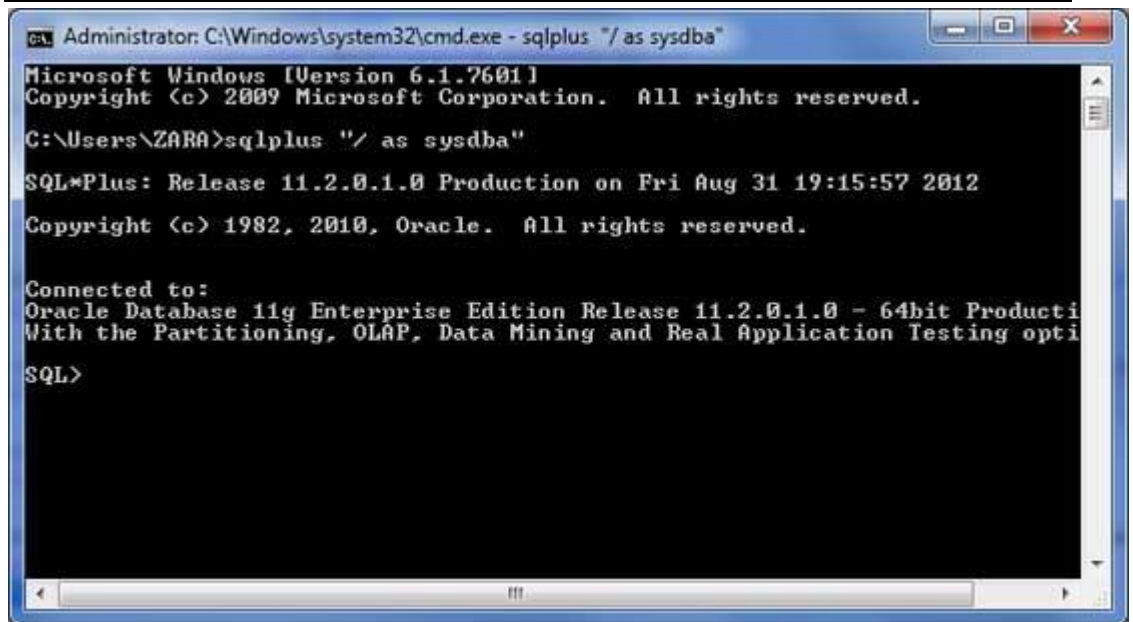 Administrator: C:\Windows\system32\cmd.exe - sqlplus "/ as sysdba"
Microsoft Windows [Version 6.1.7601]
Copyright (c) 2009 Microsoft Corporation. All rights reserved.
C:\Users\ZARA>sqlplus "/ as sysdba"
SQL*Plus: Release 11.2.0.1.0 Production on Fri Aug 31 19:15:57 2012
Copyright (c) 1982, 2010, Oracle. All rights reserved.
Connected to:
Oracle Database 11g Enterprise Edition Release 11.2.0.1.0 - 64bit Producti
With the Partitioning, OLAP, Data Mining and Real Application Testing opti
SQL>